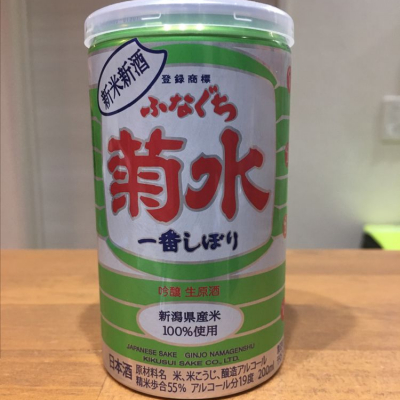 新米新酒
登録商標
ふなぐち
菊水
一番しぼり
吟醸 生原酒
新潟県産米
100%使用
JAPANESE SAKE GINJO NAMAGENSHU
KIKUSUI SAKE CO., LTD.
日本酒
原材料名 米、米こうじ、醸造アルコール
精米歩合55% アルコール分19度 200ml